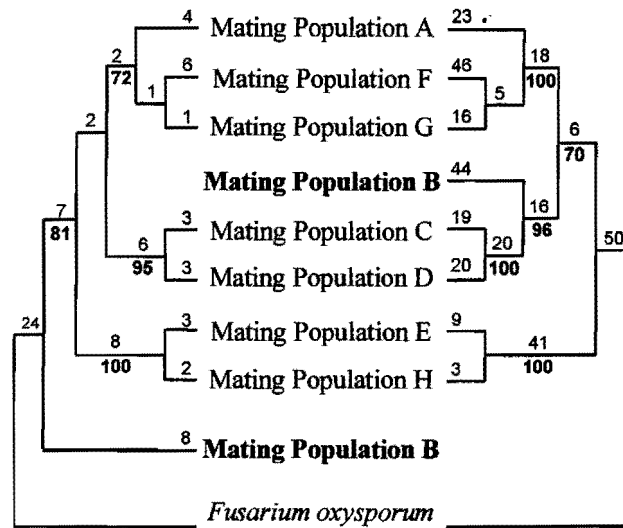 4 Mating Population A 23
2 18
72 6 Mating Population F 46 100
1 5
1 Mating Population G 16 6
2 70
Mating Population B 44
7 16
81 3 Mating Population C 19 96
6 20 50
95 3 Mating Population D 20 100
24 3 Mating Population E 9
8 41
100 2 Mating Population H 3 100
8 Mating Population B
Fusarium oxysporum